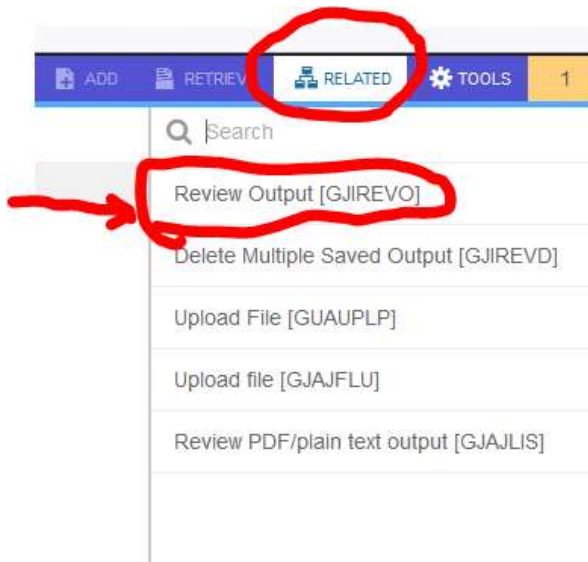 ADD RETRIEV RELATED TOOLS 1
Search
Review Output [GJIREVO]
Delete Multiple Saved Output [GJIREVD]
Upload File [GUAUPLP]
Upload file [GJAJFLU]
Review PDF/plain text output [GJAJLIS]